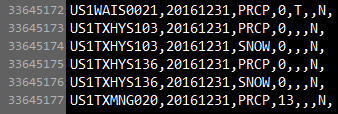 33645172 US1WAIS0021,20161231,PRCP,0,T,,N,
33645173 US1TXHYS103,20161231,PRCP,0,,,N,
33645174 US1TXHYS103,20161231,SNOW,0,,,N,
33645175 US1TXHYS136,20161231,PRCP,0,,,N,
33645176 US1TXHYS136,20161231,SNOW,0,,,N,
33645177 US1TXMNG020,20161231,PRCP,13,,,N,